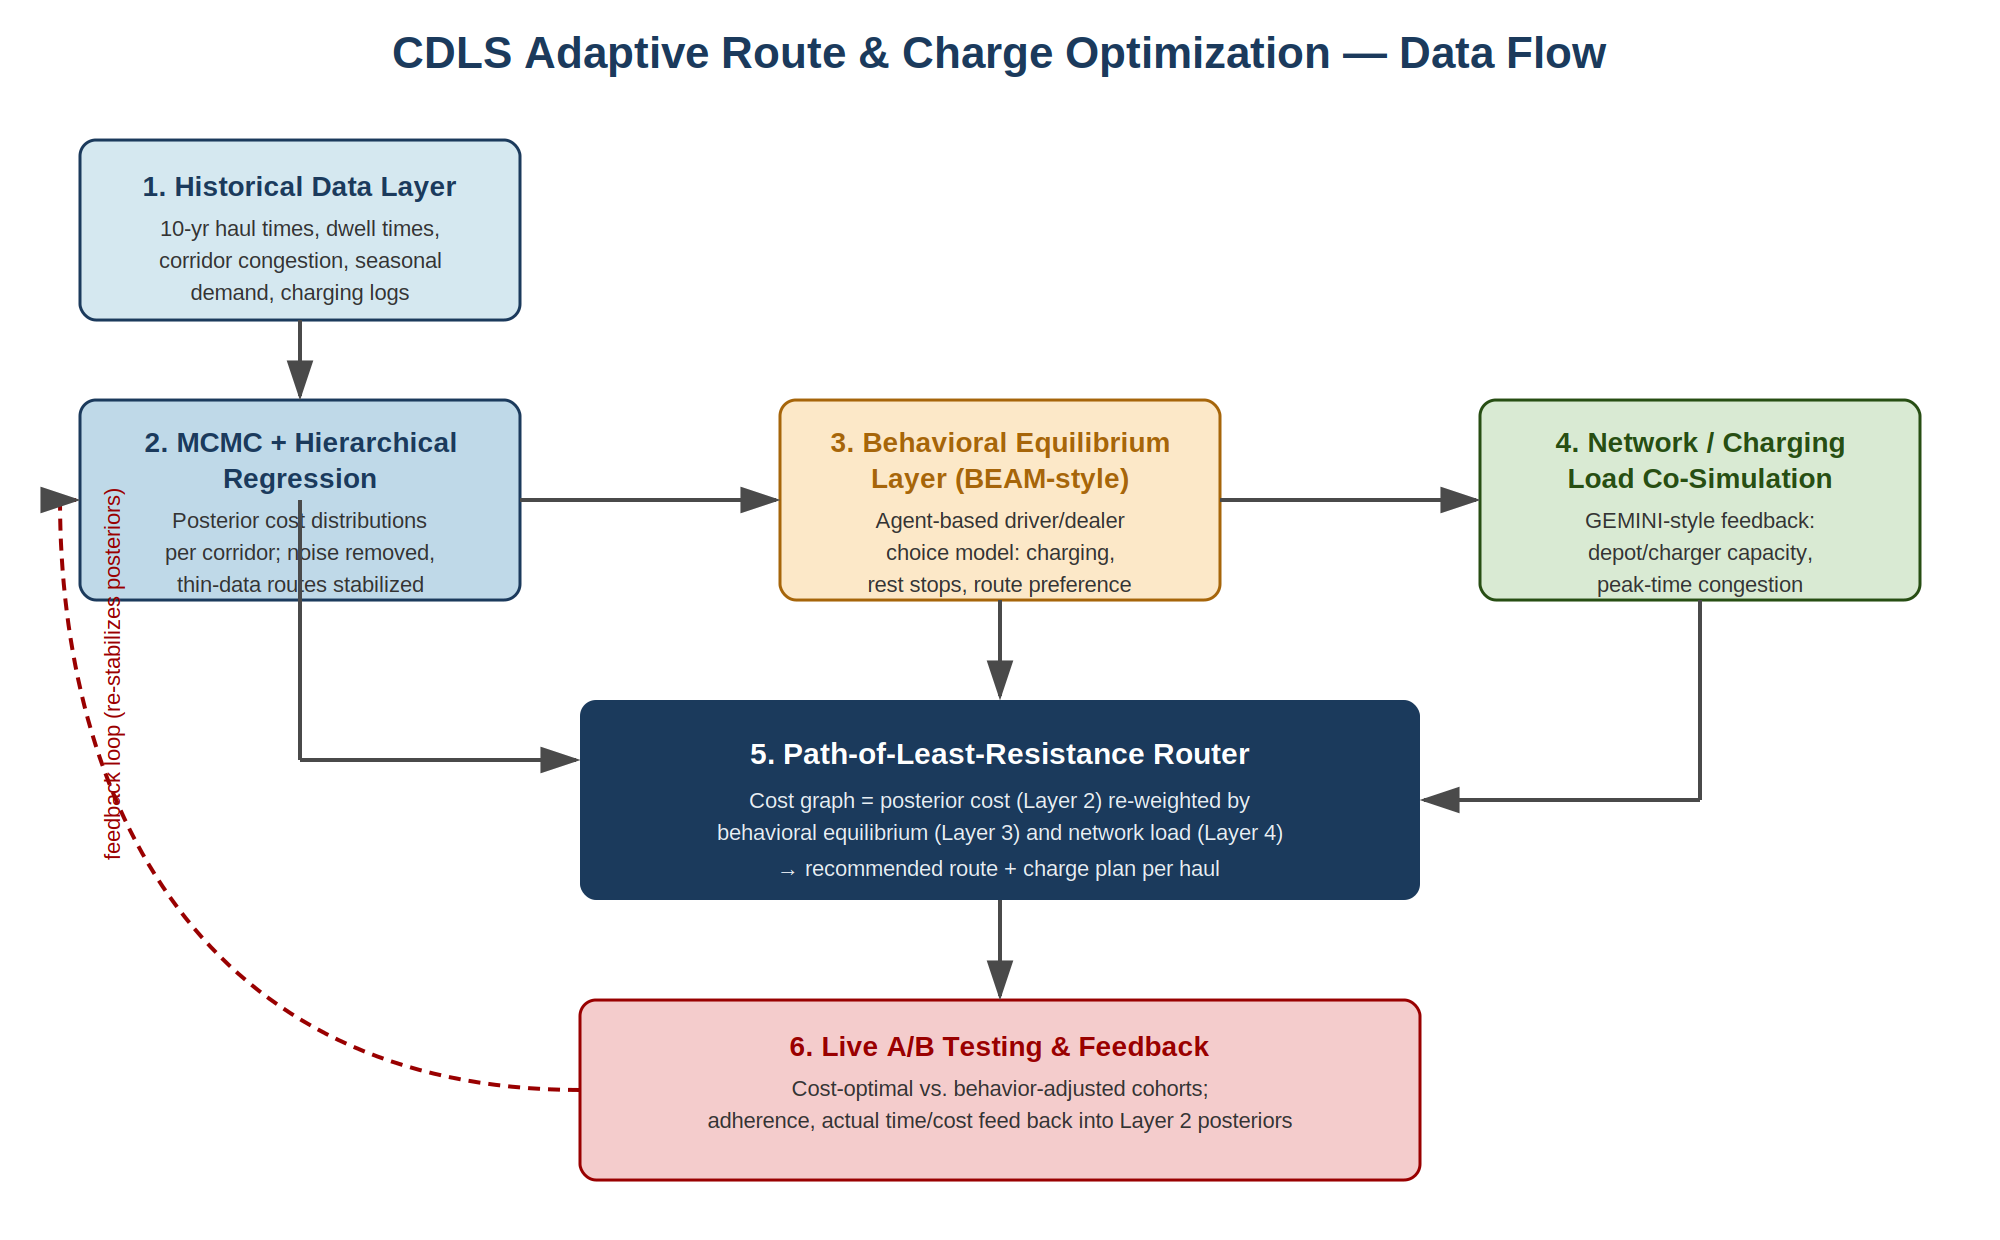 CDLS Adaptive Route & Charge Optimization — Data Flow
1. Historical Data Layer
10-yr haul times, dwell times,
corridor congestion, seasonal
demand, charging logs
2. MCMC + Hierarchical
Regression
Posterior cost distributions
per corridor; noise removed,
thin-data routes stabilized
3. Behavioral Equilibrium
Layer (BEAM-style)
Agent-based driver/dealer
choice model: charging,
rest stops, route preference
4. Network / Charging
Load Co-Simulation
GEMINI-style feedback:
depot/charger capacity,
peak-time congestion
feedback loop (re-stabilizes posteriors)
5. Path-of-Least-Resistance Router
Cost graph = posterior cost (Layer 2) re-weighted by
behavioral equilibrium (Layer 3) and network load (Layer 4)
→ recommended route + charge plan per haul
6. Live A/B Testing & Feedback
Cost-optimal vs. behavior-adjusted cohorts;
adherence, actual time/cost feed back into Layer 2 posteriors